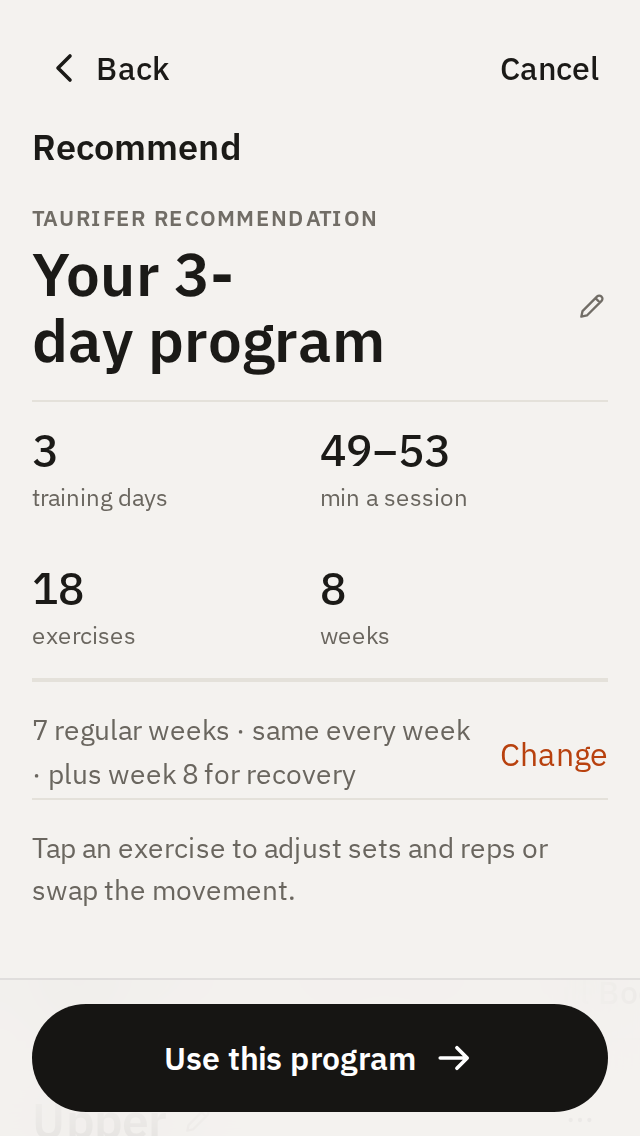 Back
Cancel
Recommend
TAURIFER RECOMMENDATION
Your 3-
day program
3
training days
49–53
min a session
18
exercises
8
weeks
7 regular weeks · same every week
· plus week 8 for recovery
Change
Tap an exercise to adjust sets and reps or
swap the movement.
Bo
Use this program
Upper